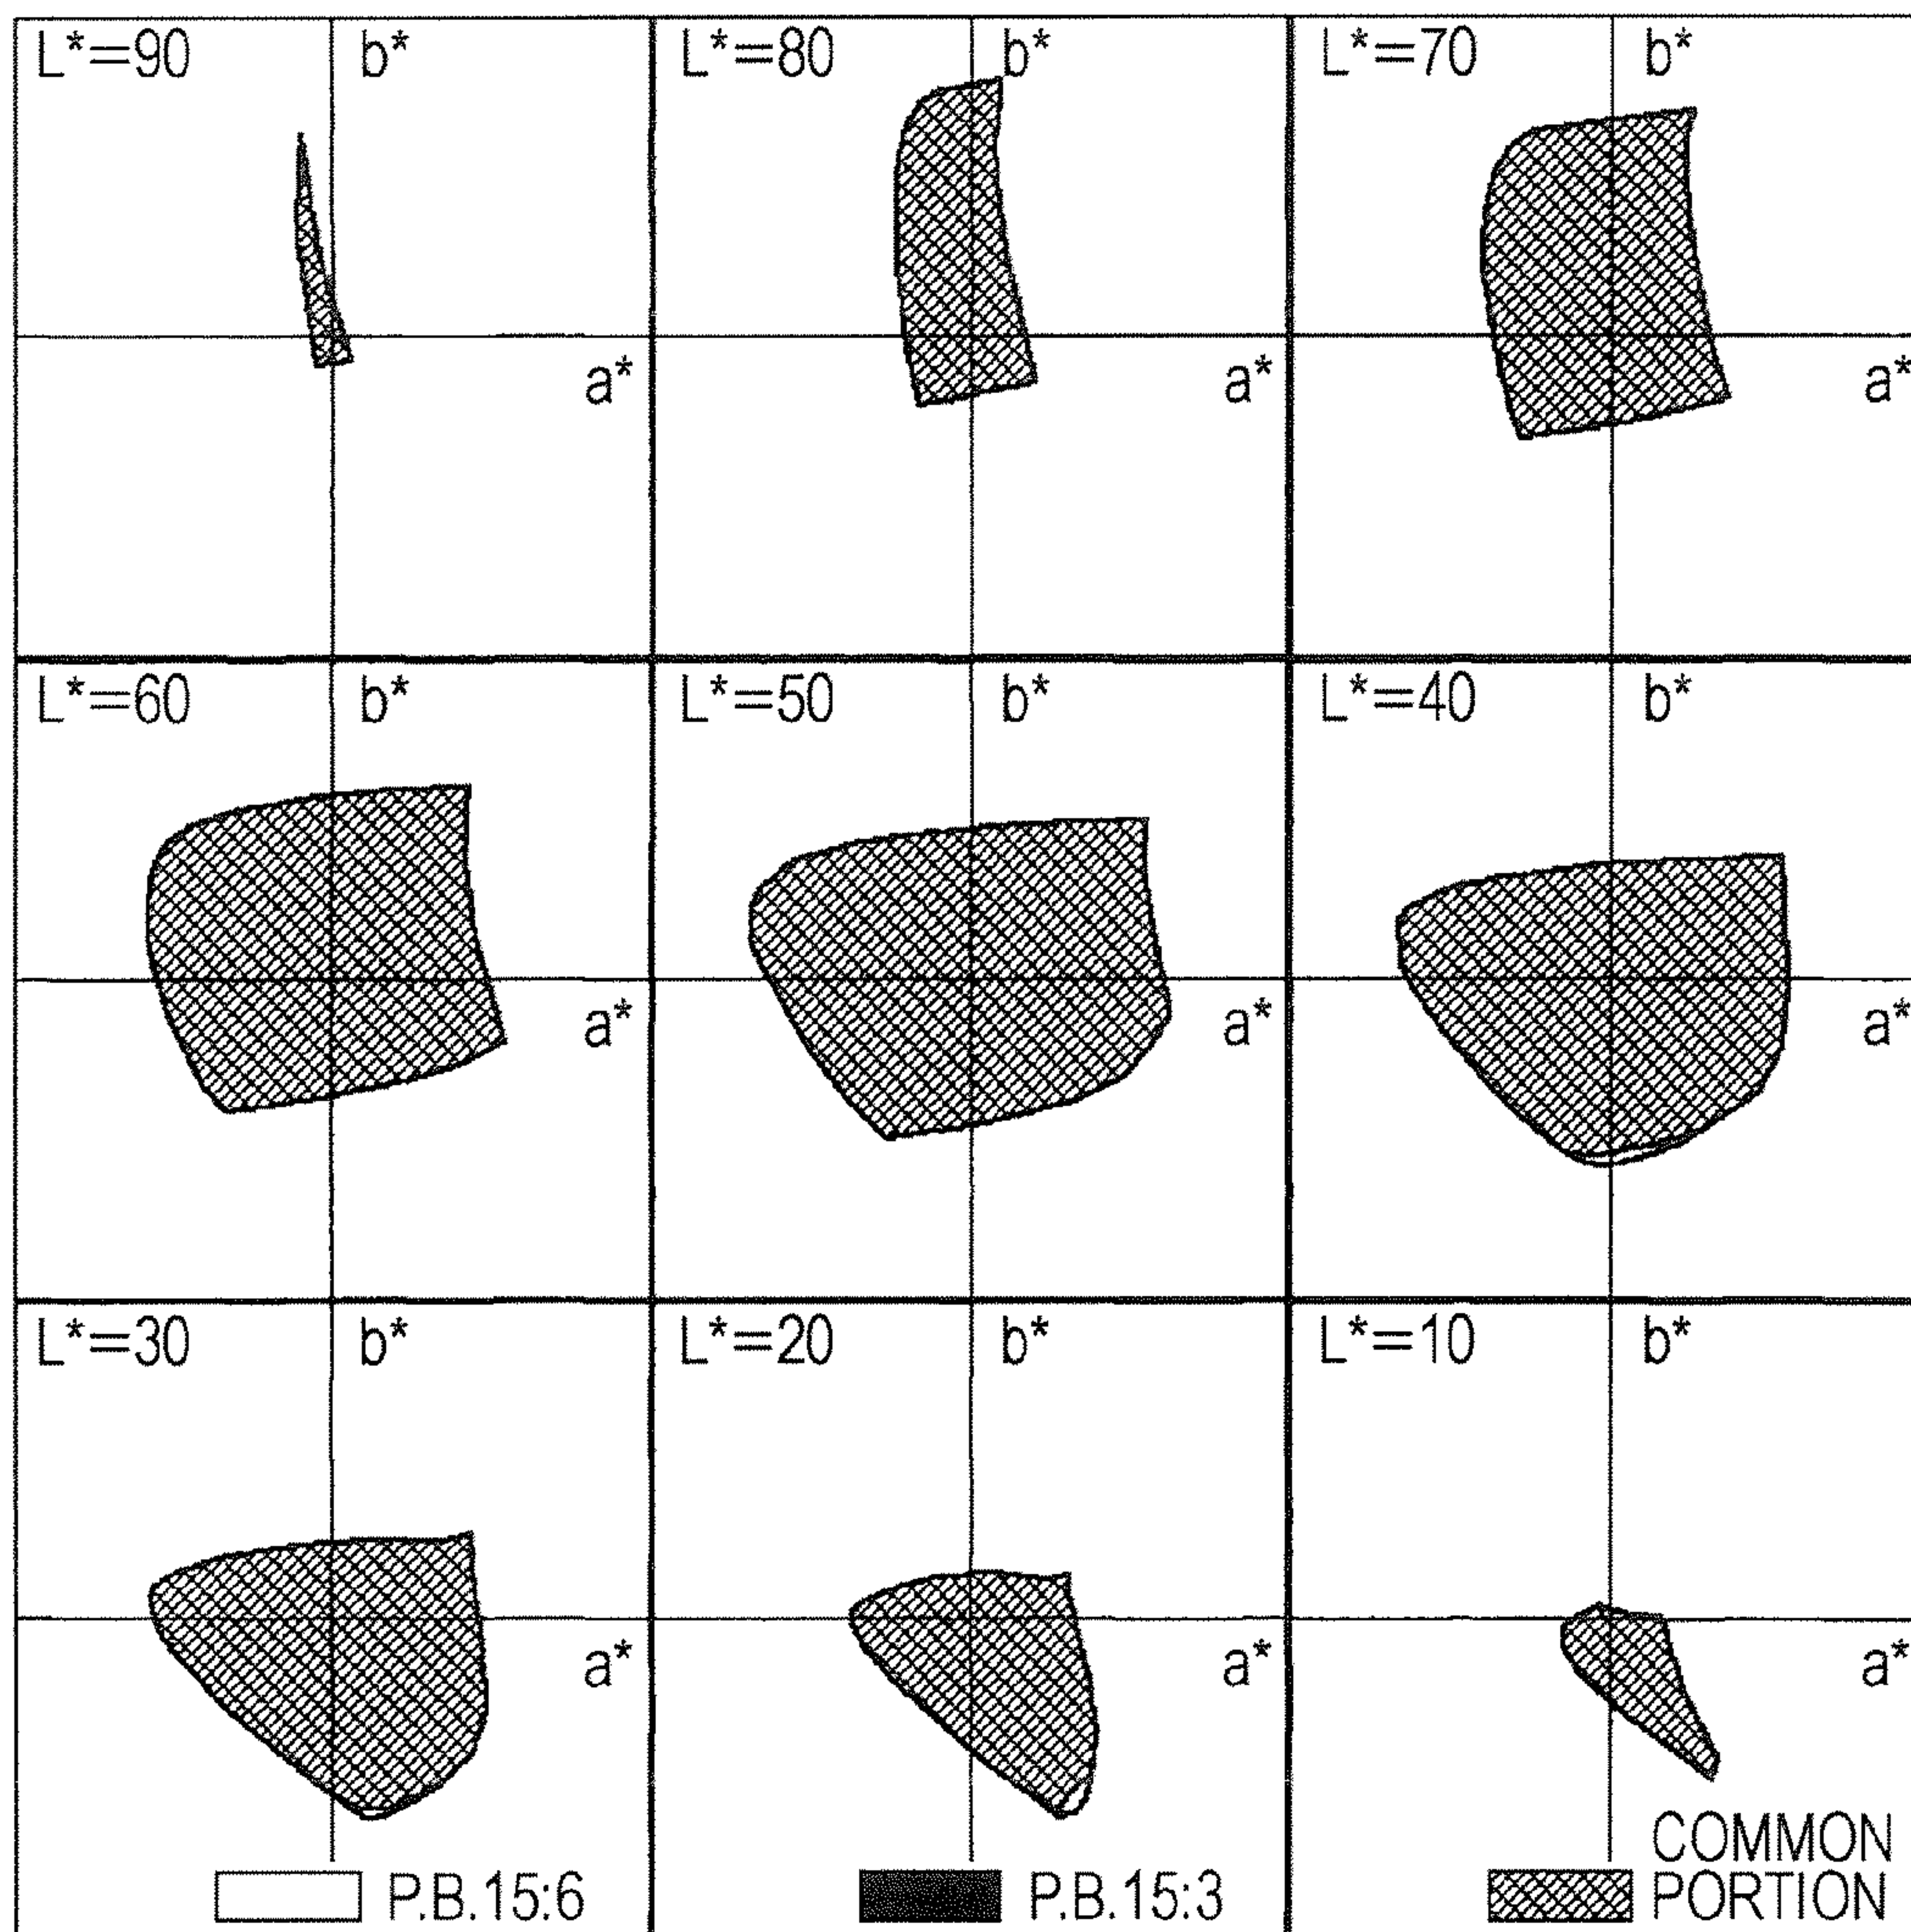 L*=90 b*
L*=80 b*
L*=70 b*
a*
a*
a*
L*=60 b*
L*=50 b*
L*=40 b*
a*
a*
a*
L*=30 b*
L*=20 b*
L*=10 b*
a*
a*
a*
P.B.15:6
P.B.15:3
COMMON
PORTION